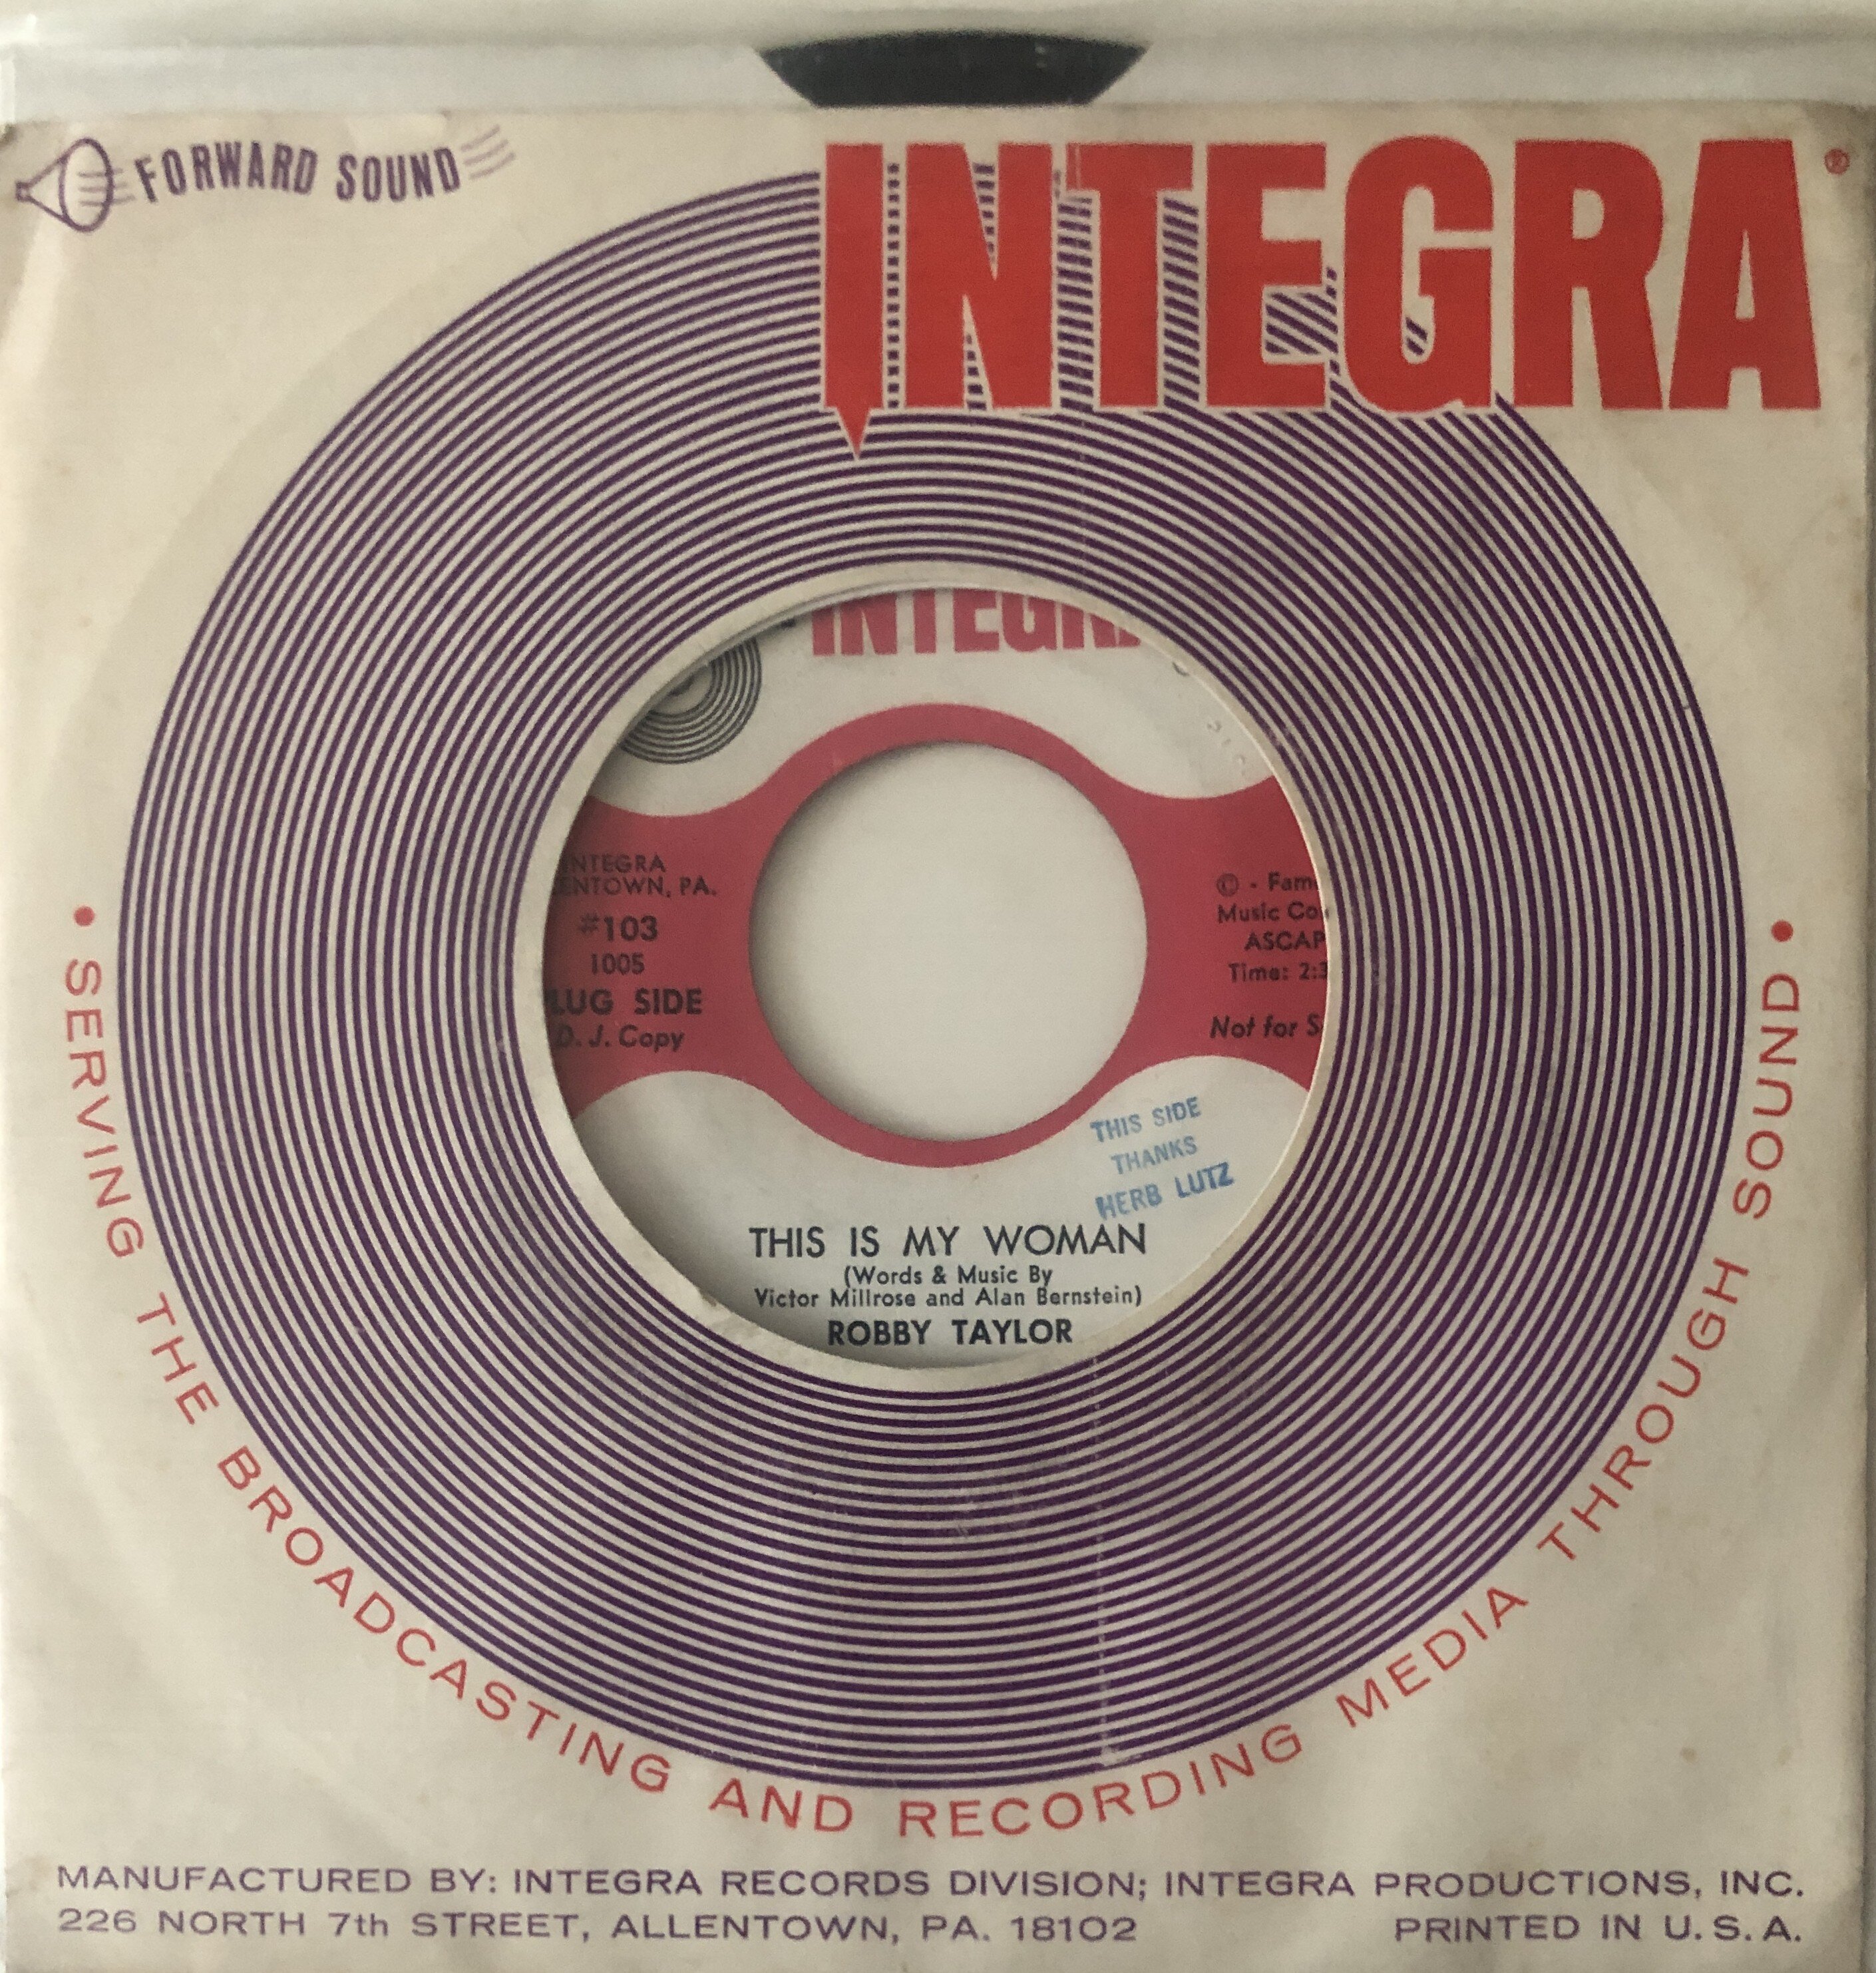 FORWARD SOUND
INTEGRA®
INTEGRA
ALLENTOWN, PA.
#103
1005
PLUG SIDE
D. J. Copy
© - 
Music
ASCAP
Time:
Not for
THIS SIDE
THANKS
HERB LUTZ
THIS IS MY WOMAN
(Words & Music By
Victor Millrose and Alan Bernstein)
ROBBY TAYLOR
• SERVING THE BROADCASTING AND RECORDING MEDIA THROUGH SOUND •
MANUFACTURED BY: INTEGRA RECORDS DIVISION; INTEGRA PRODUCTIONS, INC.
226 NORTH 7th STREET, ALLENTOWN, PA. 18102 PRINTED IN U.S.A.